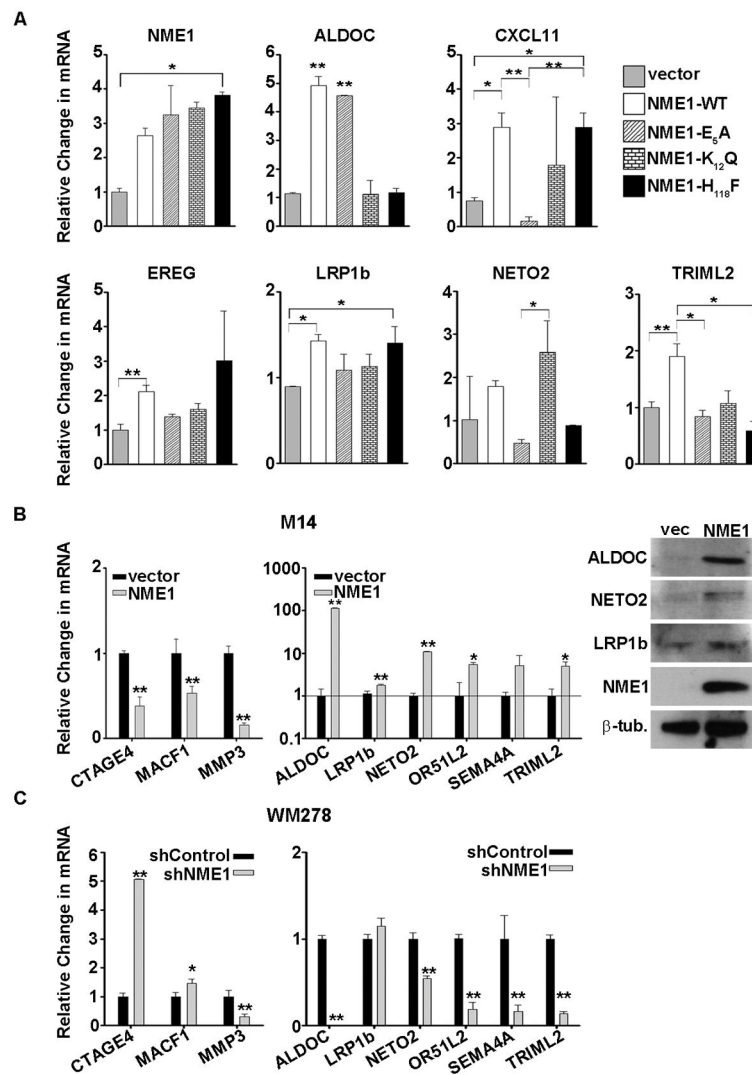 A
NME1 ALDOC CXCL11
Relative Change in mRNA
5
4
3
2
1
0
*
6
4
2
0
** **
4
3
2
1
0
*
* ** **
vector
NME1-WT
NME1-E5A
NME1-K12Q
NME1-H118F
EREG LRP1b NETO2 TRIML2
Relative Change in mRNA
5
4
3
2
1
0
**
2
1
0
*
*
4
3
2
1
0
*
2
1
0
*
** *
B
M14
Relative Change in mRNA
2
1
0
vector
NME1
** ** **
CTAGE4 MACF1 MMP3
1000
100
10
1
0.1
vector
NME1
** ** ** * *
ALDOC LRP1b NETO2 OR51L2 SEMA4A TRIML2
vec NME1
ALDOC
NETO2
LRP1b
NME1
β-tub.
C
WM278
Relative Change in mRNA
6
5
4
3
2
1
0
shControl
shNME1
** * **
CTAGE4 MACF1 MMP3
2
1
0
shControl
shNME1
** ** ** ** **
ALDOC LRP1b NETO2 OR51L2 SEMA4A TRIML2